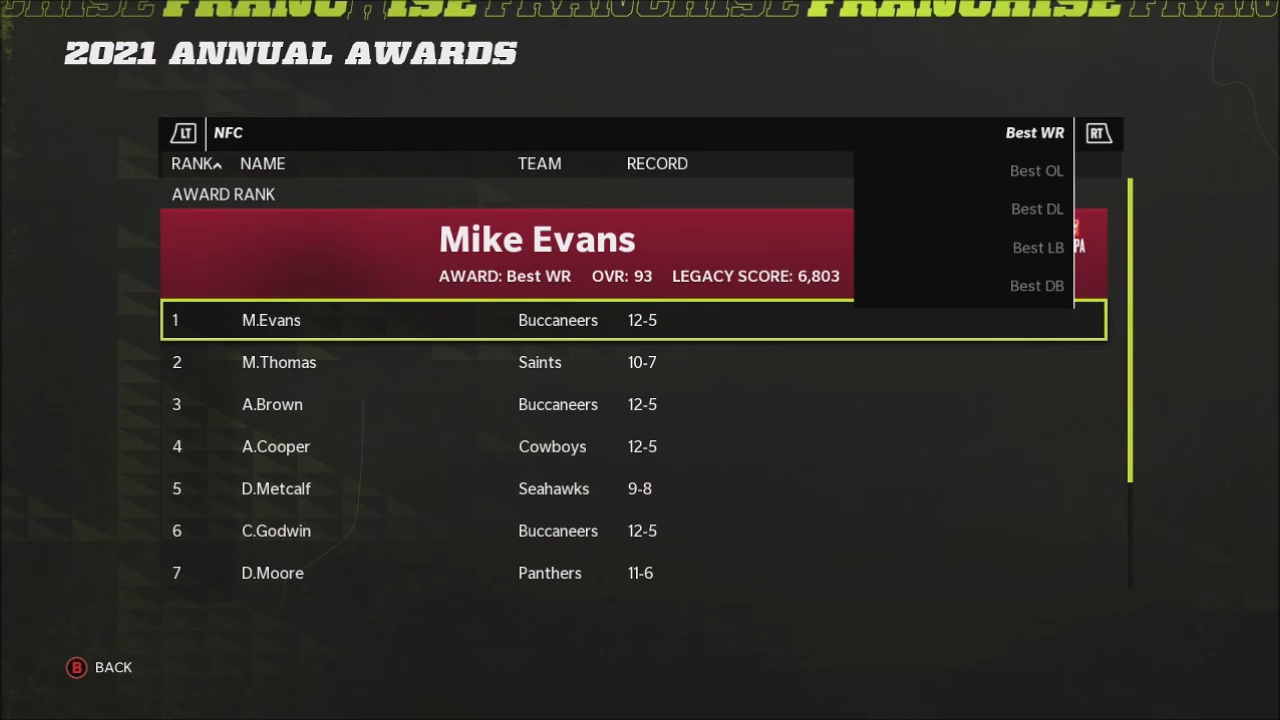 FRANCHISE FRANCHISE FRANCHISE FRANCHISE
2021 ANNUAL AWARDS
LT NFC Best WR RT
RANK NAME TEAM RECORD
Best OL
AWARD RANK
Best DL
Mike Evans
Best LB
AWARD: Best WR OVR: 93 LEGACY SCORE: 6,803
Best DB
1 M.Evans Buccaneers 12-5
2 M.Thomas Saints 10-7
3 A.Brown Buccaneers 12-5
4 A.Cooper Cowboys 12-5
5 D.Metcalf Seahawks 9-8
6 C.Godwin Buccaneers 12-5
7 D.Moore Panthers 11-6
B BACK